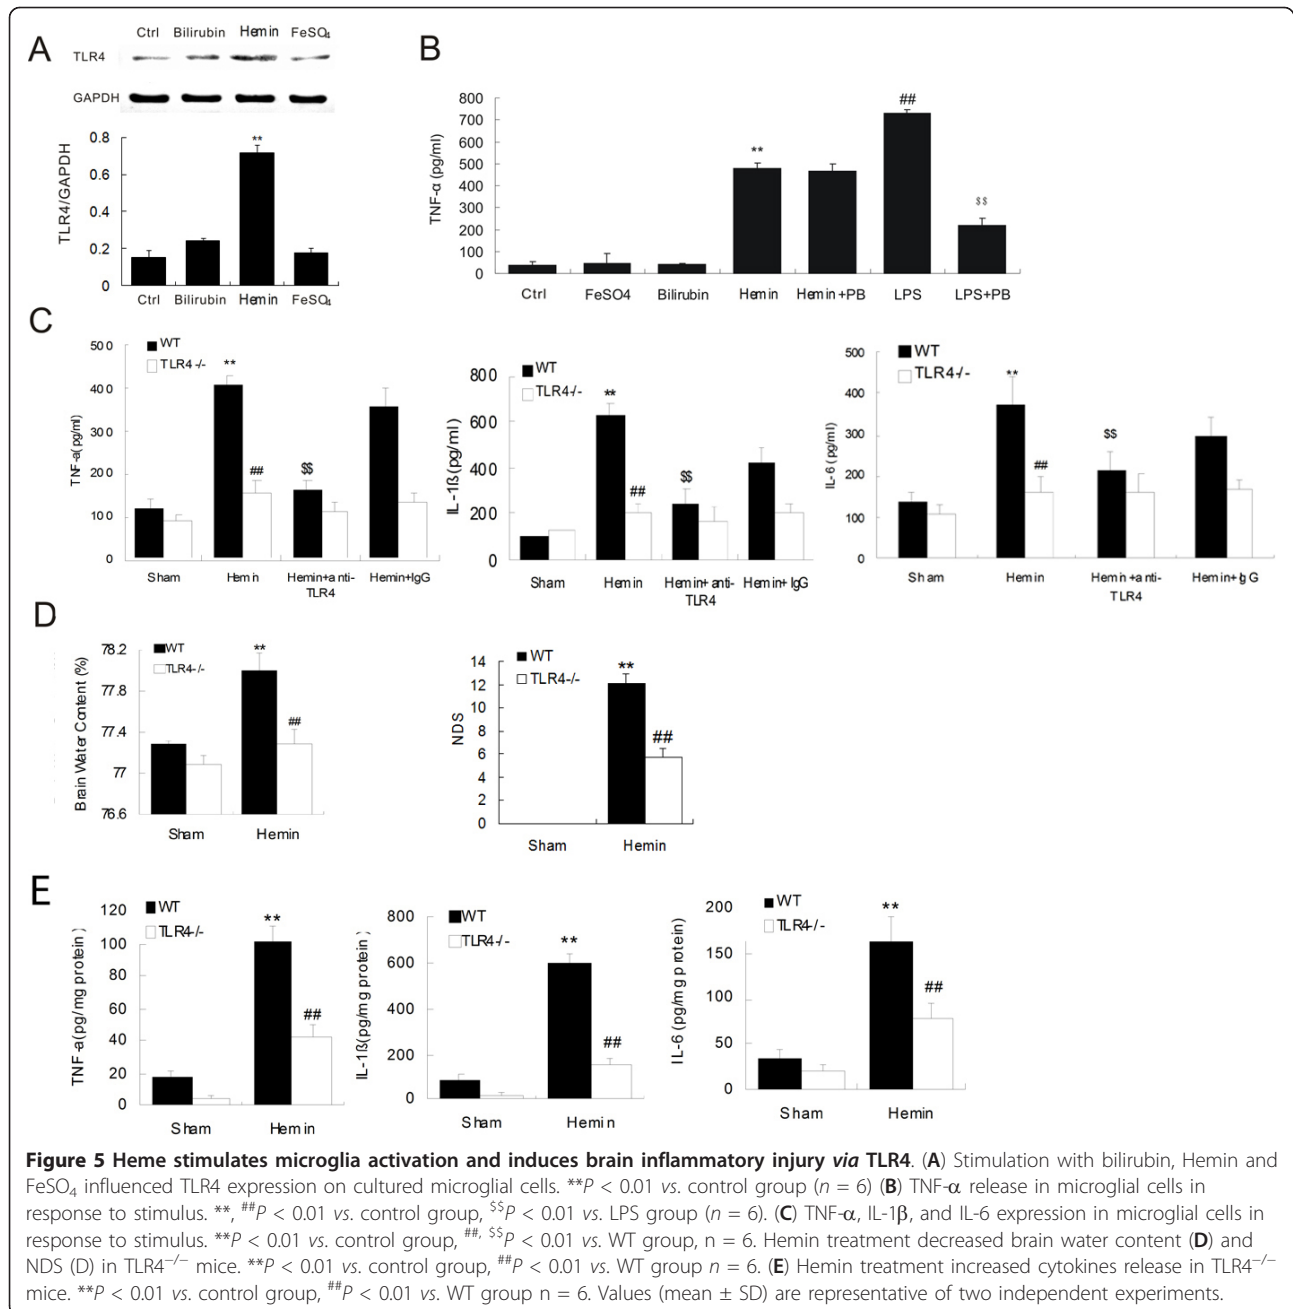 A
Ctrl Bilirubin Hemin FeSO4
TLR4
GAPDH
TLR4/GAPDH
0.8
0.6
0.4
0.2
0
**
Ctrl Bilirubin Hemin FeSO4
B
TNF-α (pg/ml)
800
700
600
500
400
300
200
100
0
**
##
$$
Ctrl FeSO4 Bilirubin Hemin Hemin+PB LPS LPS+PB
C
TNF-a(pg/ml)
500
400
300
200
100
0
WT
TLR4-/-
**
##
$$
Sham Hemin Hemin+anti- Hemin+IgG
TLR4
IL-1ß(pg/ml)
800
600
400
200
0
WT
TLR4-/-
**
##
$$
Sham Hemin Hemin+anti- Hemin+IgG
TLR4
IL-6 (pg/ml)
500
400
300
200
100
0
WT
TLR4-/-
**
##
$$
Sham Hemin Hemin+anti- Hemin+IgG
TLR4
D
Brain Water Content (%)
78.2
77.8
77.4
77
76.6
WT
TLR4-/-
**
##
Sham Hemin
NDS
14
12
10
8
6
4
2
0
WT
TLR4-/-
**
##
Sham Hemin
E
TNF-a(pg/mg protein)
120
100
80
60
40
20
0
WT
TLR4-/-
**
##
Sham Hemin
IL-1ß(pg/mg protein)
800
600
400
200
0
WT
TLR4-/-
**
##
Sham Hemin
IL-6 (pg/mg protein)
200
150
100
50
0
WT
TLR4-/-
**
##
Sham Hemin
Figure 5 Heme stimulates microglia activation and induces brain inflammatory injury via TLR4. (A) Stimulation with bilirubin, Hemin and
FeSO4 influenced TLR4 expression on cultured microglial cells. **P < 0.01 vs. control group (n = 6) (B) TNF-α release in microglial cells in
response to stimulus. **, ##P < 0.01 vs. control group, $$P < 0.01 vs. LPS group (n = 6). (C) TNF-α, IL-1β, and IL-6 expression in microglial cells in
response to stimulus. **P < 0.01 vs. control group, ##, $$P < 0.01 vs. WT group, n = 6. Hemin treatment decreased brain water content (D) and
NDS (D) in TLR4−/− mice. **P < 0.01 vs. control group, ##P < 0.01 vs. WT group n = 6. (E) Hemin treatment increased cytokines release in TLR4−/−
mice. **P < 0.01 vs. control group, ##P < 0.01 vs. WT group n = 6. Values (mean ± SD) are representative of two independent experiments.